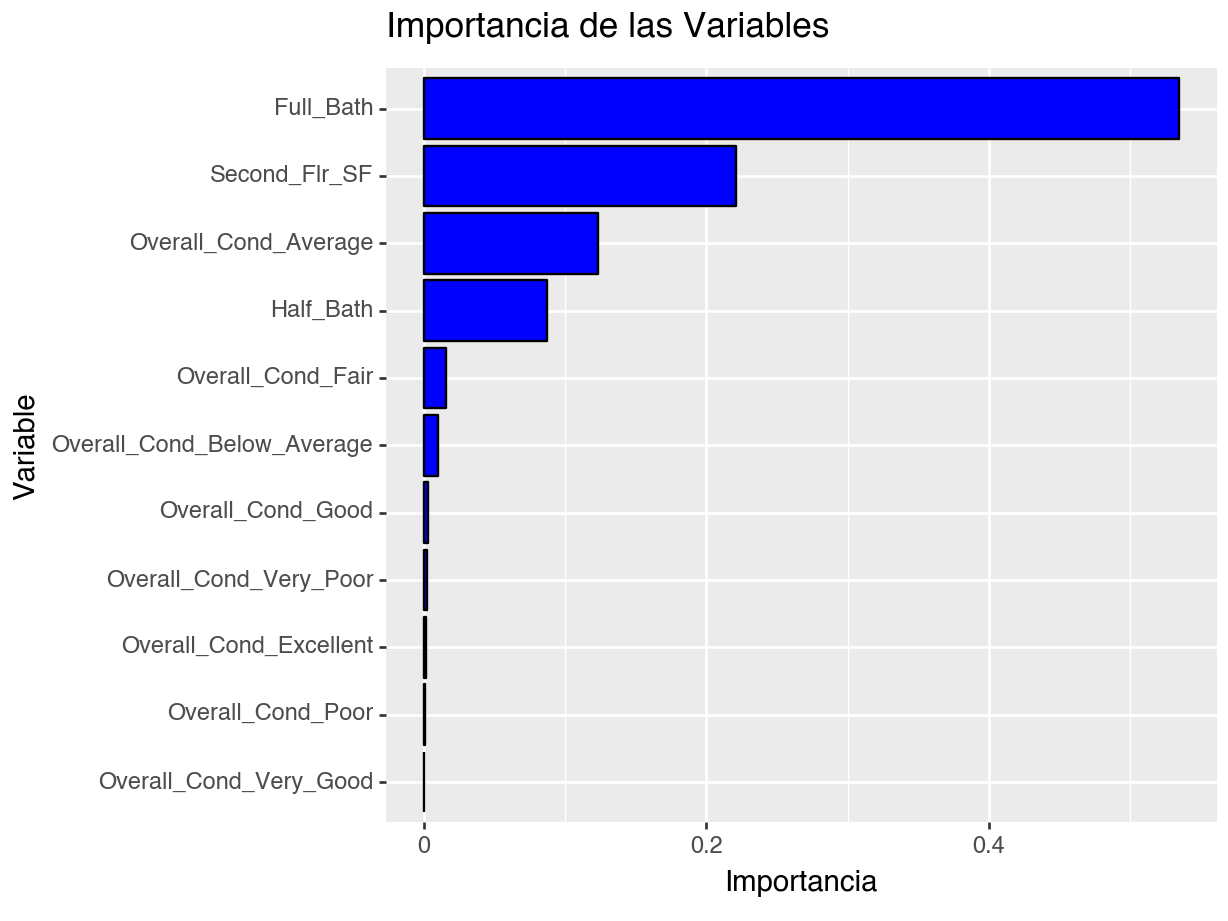 Importancia de las Variables
Full_Bath
Second_Flr_SF
Overall_Cond_Average
Half_Bath
Overall_Cond_Fair
Overall_Cond_Below_Average
Overall_Cond_Good
Overall_Cond_Very_Poor
Overall_Cond_Excellent
Overall_Cond_Poor
Overall_Cond_Very_Good
Variable
0 0.2 0.4
Importancia